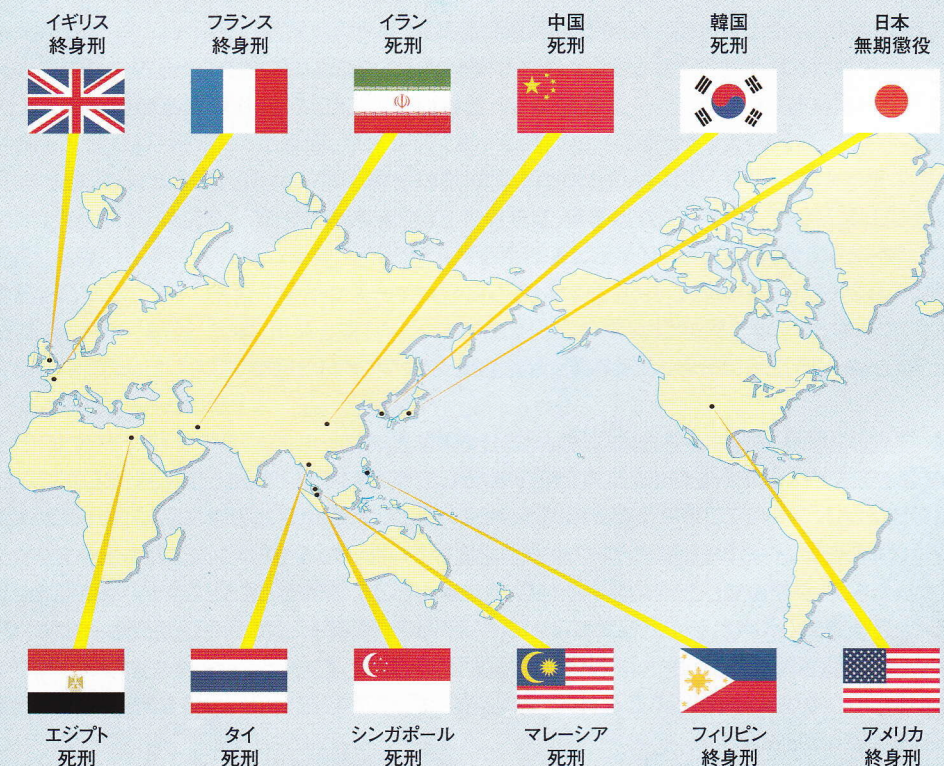 イギリス
終身刑
フランス
終身刑
イラン
死刑
中国
死刑
韓国
死刑
日本
無期懲役
エジプト
死刑
タイ
死刑
シンガポール
死刑
マレーシア
死刑
フィリピン
終身刑
アメリカ
終身刑